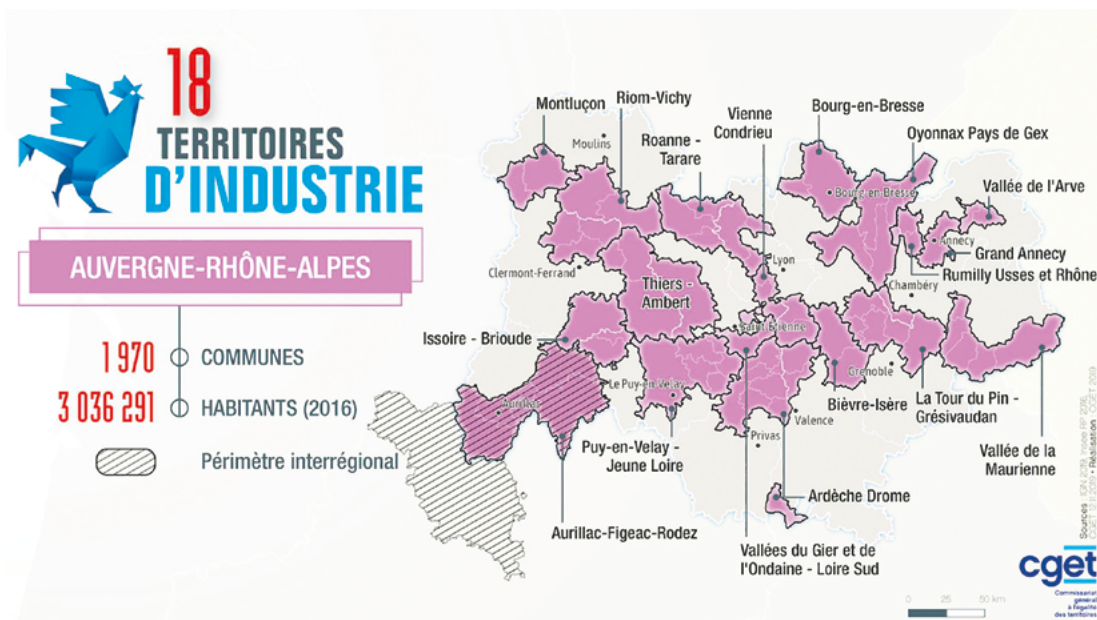 18
TERRITOIRES
D'INDUSTRIE
AUVERGNE-RHÔNE-ALPES
1 970 COMMUNES
3 036 291 HABITANTS (2016)
Périmètre interrégional
Montluçon
Riom-Vichy
Moulins
Roanne -
Tarare
Vienne
Condrieu
Bourg-en-Bresse
Oyonnax Pays de Gex
Vallée de l'Arve
Bourg-en-Bresse
Annecy
Grand Annecy
Rumilly Usses et Rhône
Lyon
Clermont-Ferrand
Chambéry
Thiers -
Ambert
Saint-Etienne
Issoire - Brioude
Le Puy-en-Velay
Grenoble
Aurillac
Bièvre-Isère
La Tour du Pin -
Grésivaudan
Valence
Privas
Puy-en-Velay -
Jeune Loire
Vallée de la
Maurienne
Ardèche Drome
Aurillac-Figeac-Rodez
Vallées du Gier et de
l'Ondaine - Loire Sud
cget
Commissariat
général
à l'égalité
des territoires
0 25 50 km